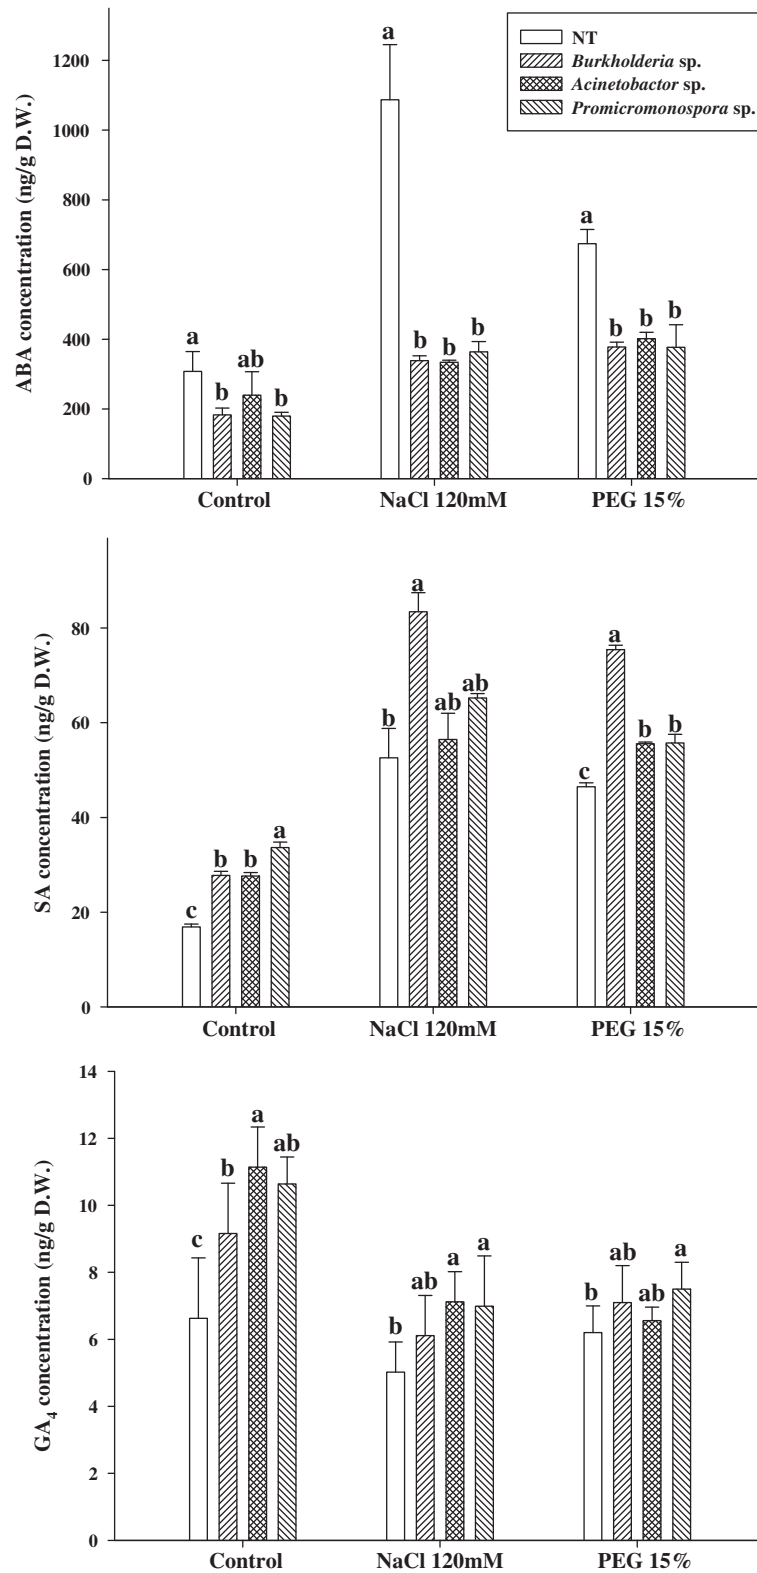 NT
Burkholderia sp.
Acinetobactor sp.
Promicromonospora sp.
ABA concentration (ng/g D.W.)
1200
1000
800
600
400
200
0
a
b
ab
b
a
b
b
b
a
b
b
b
Control
NaCl 120mM
PEG 15%
SA concentration (ng/g D.W.)
80
60
40
20
0
c
b
b
a
b
a
ab
ab
c
a
b
b
Control
NaCl 120mM
PEG 15%
GA4 concentration (ng/g D.W.)
14
12
10
8
6
4
2
0
c
b
a
ab
b
ab
a
a
b
ab
ab
a
Control
NaCl 120mM
PEG 15%